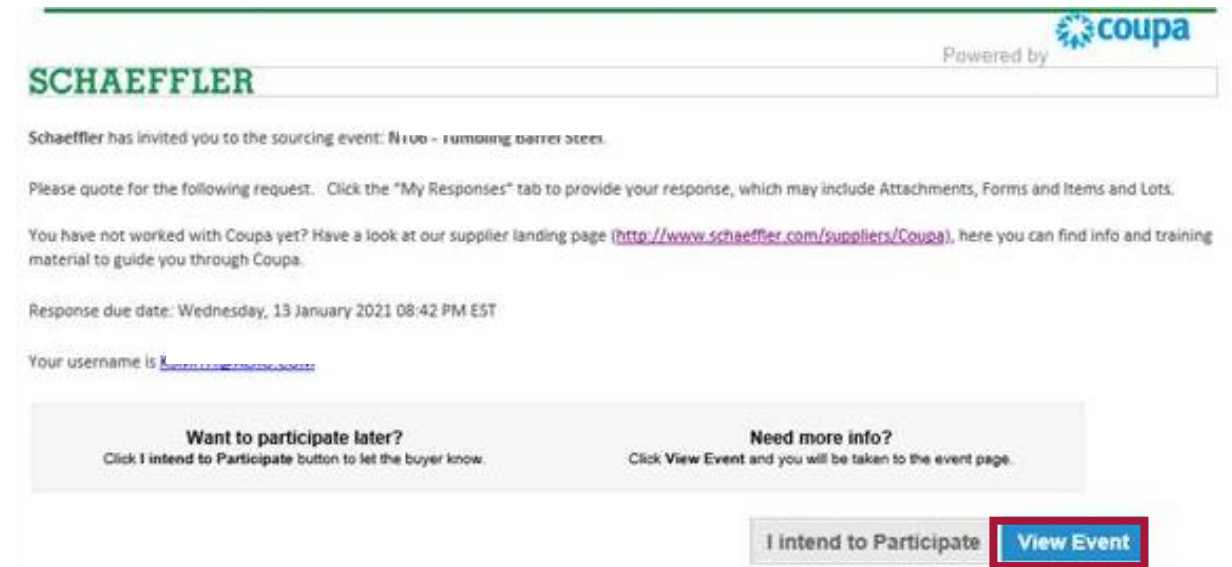 coupa
Powered by
SCHAEFFLER
Schaeffler has invited you to the sourcing event: Tumbling Barrel Steel.
Please quote for the following request. Click the "My Responses" tab to provide your response, which may include Attachments, Forms and Items and Lots.
You have not worked with Coupa yet? Have a look at our supplier landing page (http://www.schaeffler.com/suppliers/Coupa), here you can find info and training
material to guide you through Coupa.
Response due date: Wednesday, 13 January 2021 08:42 PM EST
Your username is
Want to participate later?
Click I intend to Participate button to let the buyer know.
Need more info?
Click View Event and you will be taken to the event page.
I intend to Participate
View Event